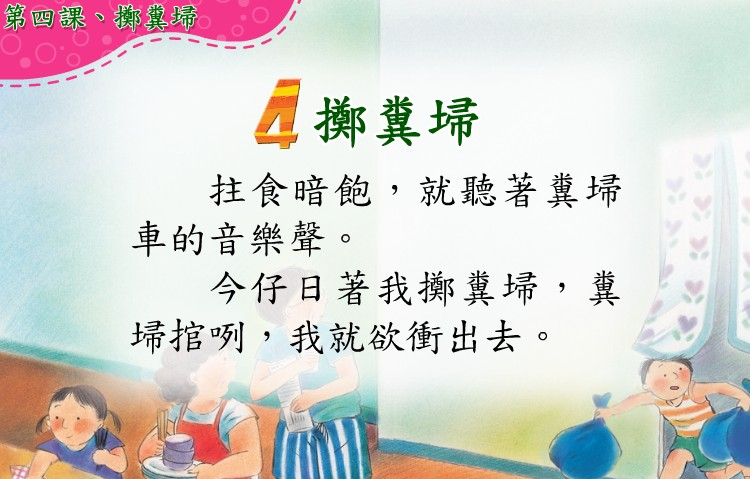 第四課、擲糞埽
4 擲糞埽
拄食暗飽，就聽著糞埽
車的音樂聲。
今仔日著我擲糞埽，糞
埽捾咧，我就欲衝出去。